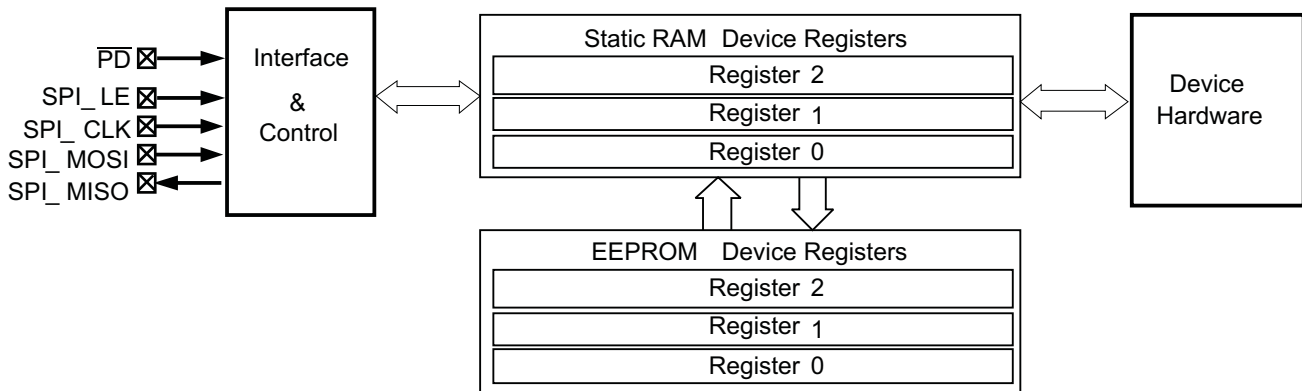 PD
SPI_ LE
SPI_ CLK
SPI_ MOSI
SPI_ MISO
Interface
&
Control
Static RAM Device Registers
Register 2
Register 1
Register 0
EEPROM Device Registers
Register 2
Register 1
Register 0
Device
Hardware